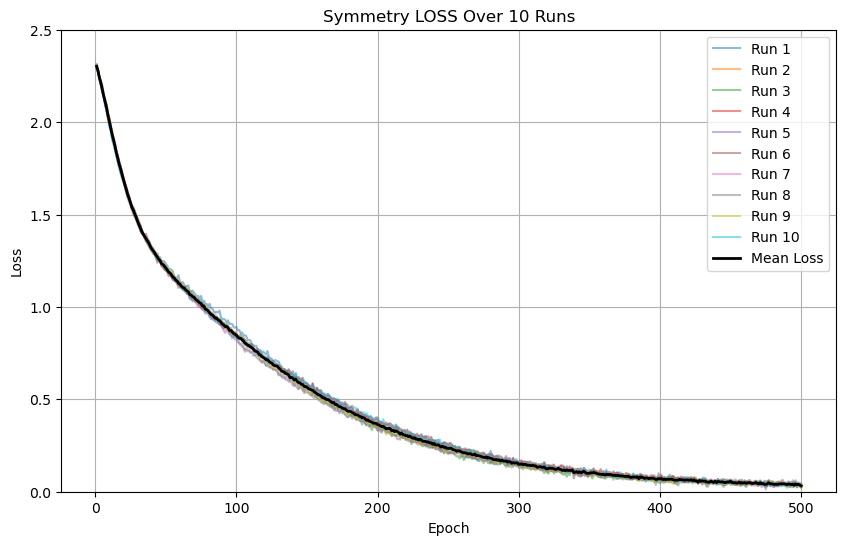 Symmetry LOSS Over 10 Runs
2.5
2.0
1.5
1.0
0.5
0.0
Loss
Run 1
Run 2
Run 3
Run 4
Run 5
Run 6
Run 7
Run 8
Run 9
Run 10
Mean Loss
0
100
200
300
400
500
Epoch